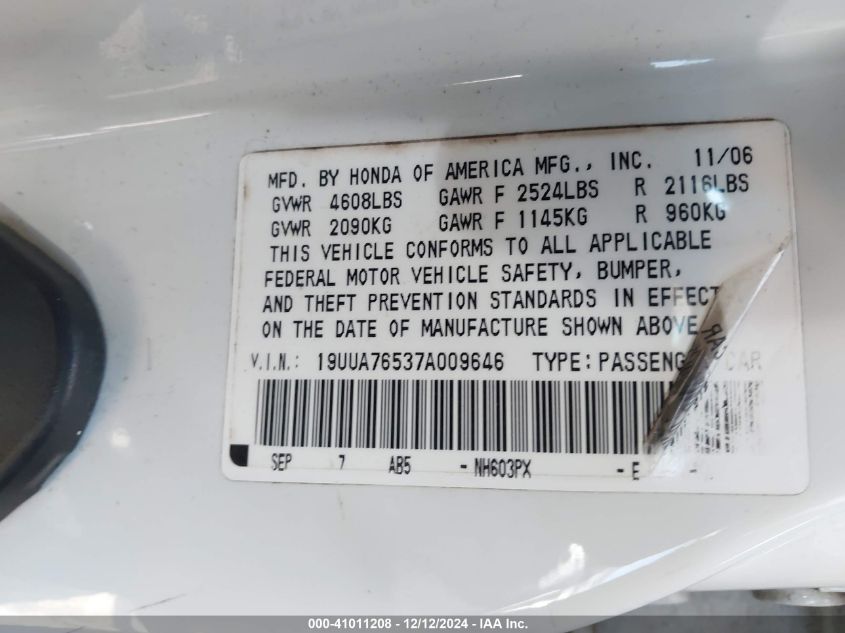 MFD. BY HONDA OF AMERICA MFG., INC. 11/06
GVWR 4608LBS GAWR F 2524LBS R 2116LBS
GVWR 2090KG GAWR F 1145KG R 960KG
THIS VEHICLE CONFORMS TO ALL APPLICABLE
FEDERAL MOTOR VEHICLE SAFETY, BUMPER,
AND THEFT PREVENTION STANDARDS IN EFFECT
ON THE DATE OF MANUFACTURE SHOWN ABOVE
V.I.N.: 19UUA76537A009646 TYPE: PASSENG CAR
SEP 7 AB5 -NH603PX -E
000-41011208 - 12/12/2024 - IAA